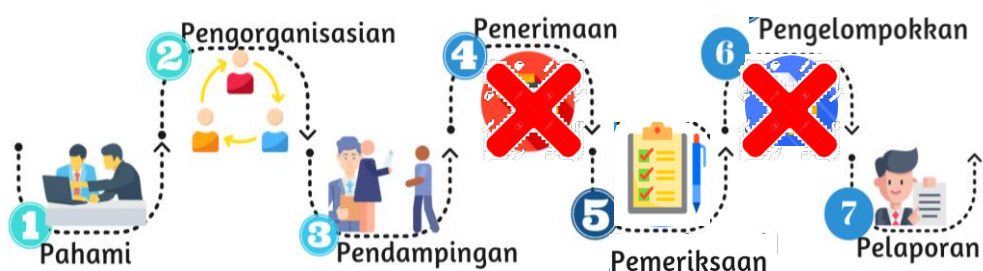 1
Pahami
2
Pengorganisasian
3
Pendampingan
4
Penerimaan
5
Pemeriksaan
6
Pengelompokkan
7
Pelaporan